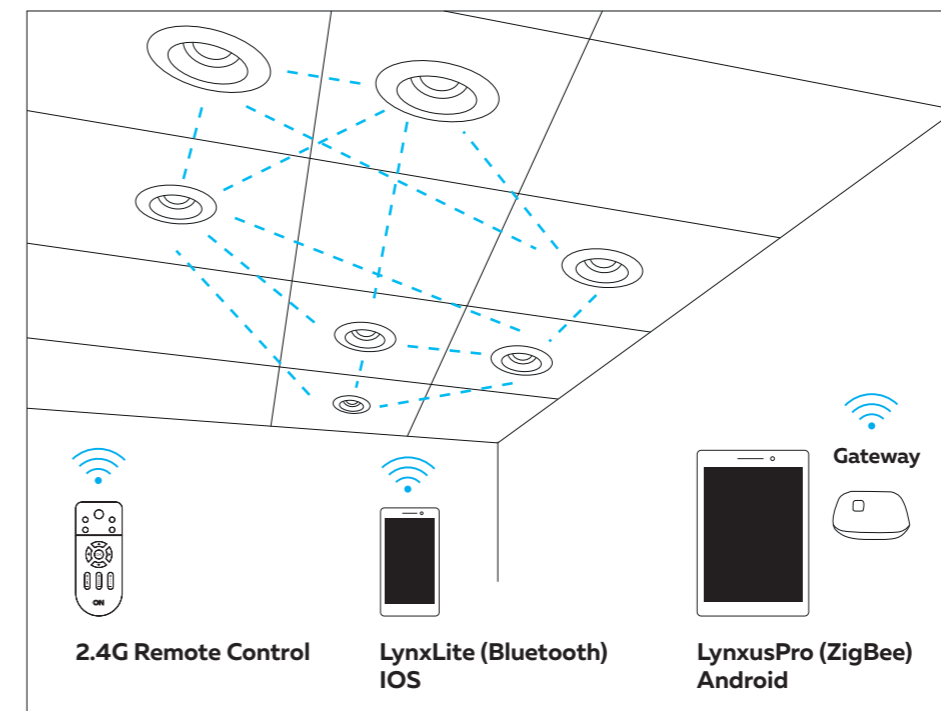 Gateway
ON
2.4G Remote Control
LynxLite (Bluetooth)
IOS
LynxusPro (ZigBee)
Android